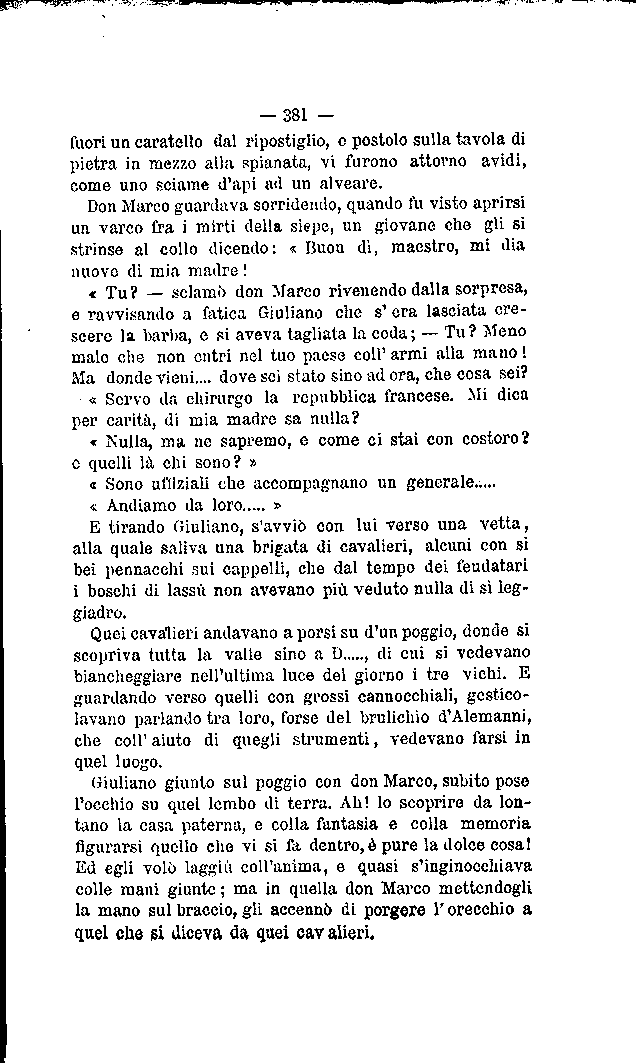 — 381 —
fuori un caratello dal ripostiglio, e postolo sulla tavola di
pietra in mezzo alla spianata, vi furono attorno avidi,
come uno sciame d'api ad un alveare.
Don Marco guardava sorridendo, quando fu visto aprirsi
un varco fra i mirti della siepe, un giovane che gli si
strinse al collo dicendo: « Buon dì, maestro, mi dia
nuove di mia madre!
« Tu? — sclamò don Marco rivenendo dalla sorpresa,
e ravvisando a fatica Giuliano che s'era lasciata cre-
scere la barba, e si aveva tagliata la coda; — Tu? Meno
male che non entri nel tuo paese coll'armi alla mano!
Ma donde vieni.... dove sei stato sino ad ora, che cosa sei?
« Servo da chirurgo la repubblica francese. Mi dica
per carità, di mia madre sa nulla?
« Nulla, ma ne sapremo, e come ci stai con costoro?
e quelli là chi sono? »
« Sono uffiziali che accompagnano un generale.....
« Andiamo da loro..... »
E tirando Giuliano, s'avviò con lui verso una vetta,
alla quale saliva una brigata di cavalieri, alcuni con si
bei pennacchi sui cappelli, che dal tempo dei feudatari
i boschi di lassù non avevano più veduto nulla di sì leg-
giadro.
Quei cavalieri andavano a porsi su d'un poggio, donde si
scopriva tutta la valle sino a D....., di cui si vedevano
biancheggiare nell'ultima luce del giorno i tre vichi. E
guardando verso quelli con grossi cannocchiali, gestico-
lavano parlando tra loro, forse del brulichio d'Alemanni,
che coll'aiuto di quegli strumenti, vedevano farsi in
quel luogo.
Giuliano giunto sul poggio con don Marco, subito pose
l'occhio su quel lembo di terra. Ah! lo scoprire da lon-
tano la casa paterna, e colla fantasia e colla memoria
figurarsi quello che vi si fa dentro, è pure la dolce cosa!
Ed egli volò laggiù coll'anima, e quasi s'inginocchiava
colle mani giunte; ma in quella don Marco mettendogli
la mano sul braccio, gli accennò di porgere l'orecchio a
quel che si diceva da quei cavalieri.